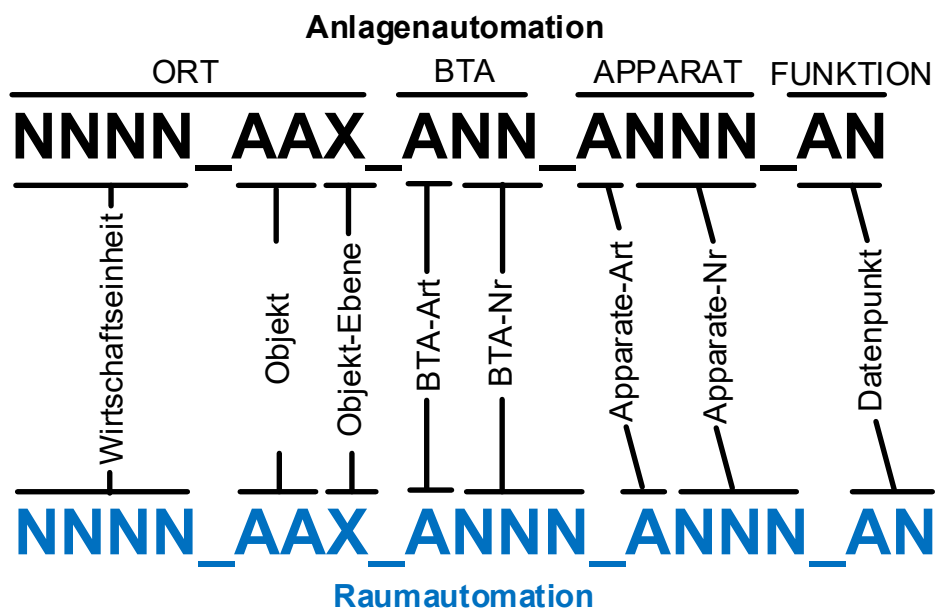 Anlagenautomation
ORT BTA APPARAT FUNKTION
NNNN_AAX_ANN_ANNN_AN
Wirtschaftseinheit
Objekt
Objekt-Ebene
BTA-Art
BTA-Nr
Apparate-Art
Apparate-Nr
Datenpunkt
NNNN_AAX_ANNN_ANNN_AN
Raumautomation